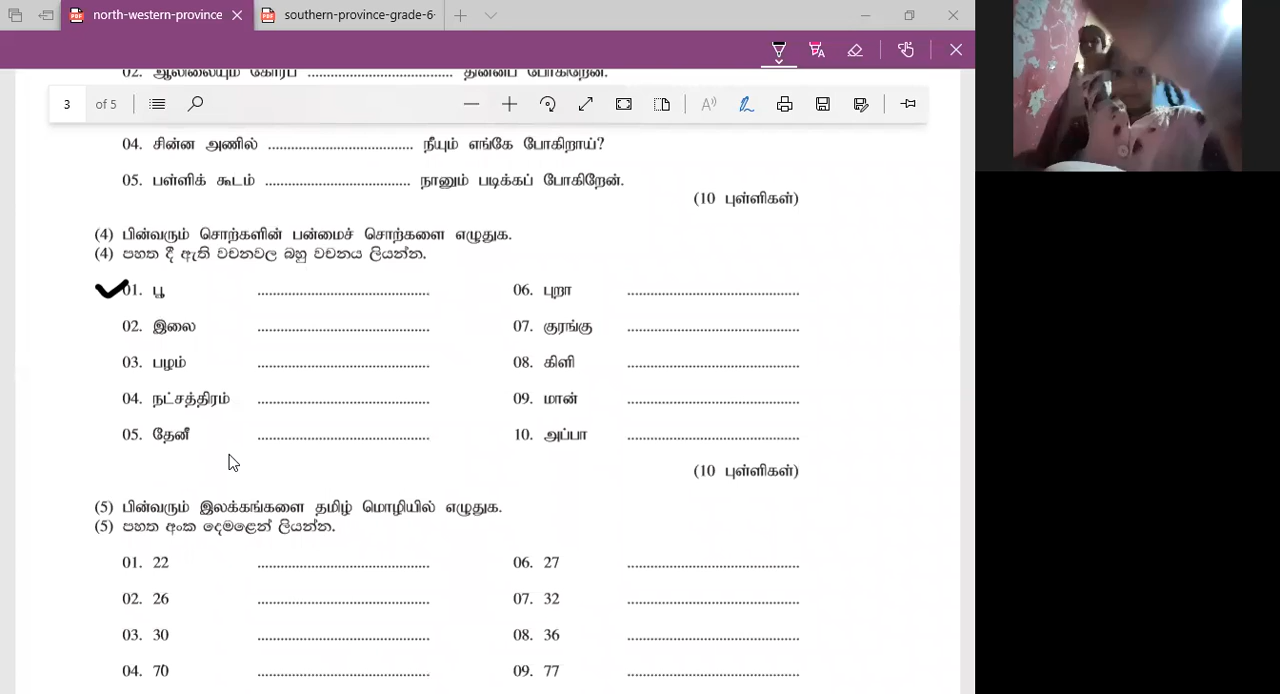 north-western-province
southern-province-grade-6
3 of 5
04. சின்ன அணில் ................................ நீயும் எங்கே போகிறாய்?
05. பள்ளிக் கூடம் ................................ நானும் படிக்கப் போகிறேன்.
(10 புள்ளிகள்)
(4) பின்வரும் சொற்களின் பன்மைச் சொற்களை எழுதுக.
(4) පහත දී ඇති වචනවල බහු වචනය ලියන්න.
01. பூ ...................................... 06. புறா ......................................
02. இலை ...................................... 07. குரங்கு ......................................
03. பழம் ...................................... 08. கிளி ......................................
04. நட்சத்திரம் ...................................... 09. மான் ......................................
05. தேனீ ...................................... 10. அப்பா ......................................
(10 புள்ளிகள்)
(5) பின்வரும் இலக்கங்களை தமிழ் மொழியில் எழுதுக.
(5) පහත අංක දෙමළෙන් ලියන්න.
01. 22 ...................................... 06. 27 ......................................
02. 26 ...................................... 07. 32 ......................................
03. 30 ...................................... 08. 36 ......................................
04. 70 ...................................... 09. 77 ......................................